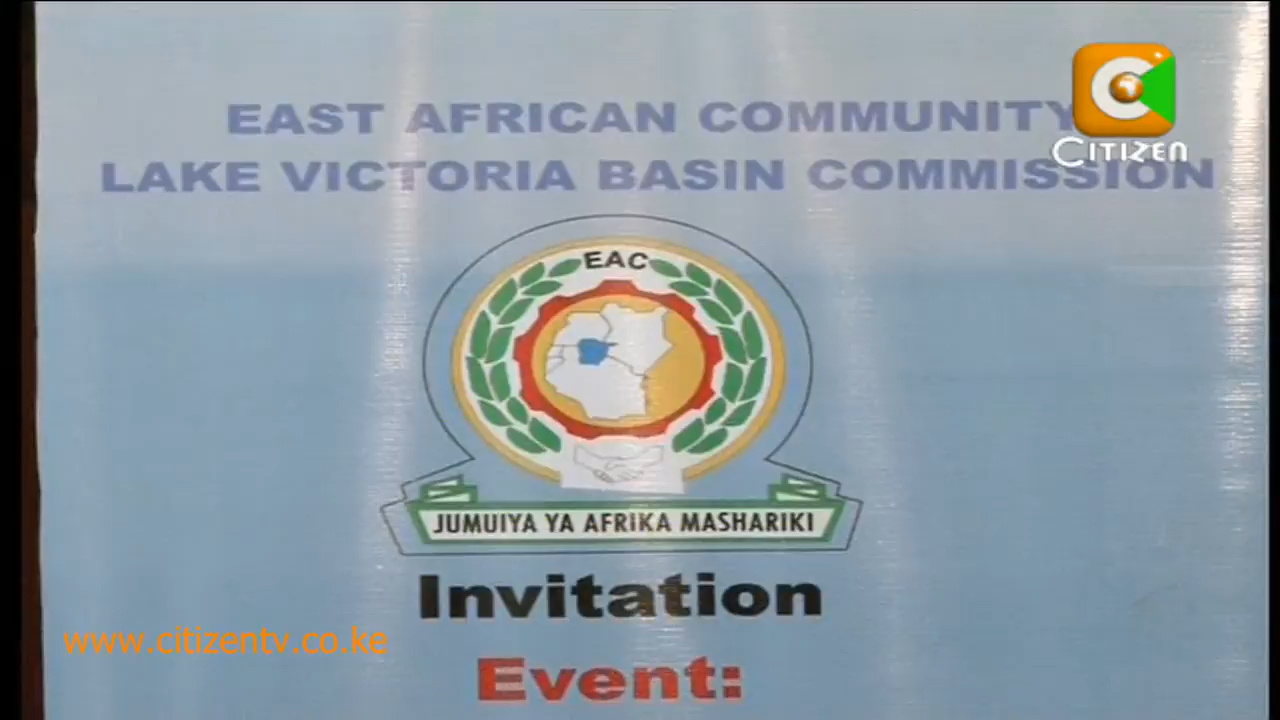 EAST AFRICAN COMMUNITY
LAKE VICTORIA BASIN COMMISSION
CITIZEN
EAC
JUMUIYA YA AFRIKA MASHARIKI
Invitation
www.citizentv.co.ke
Event: